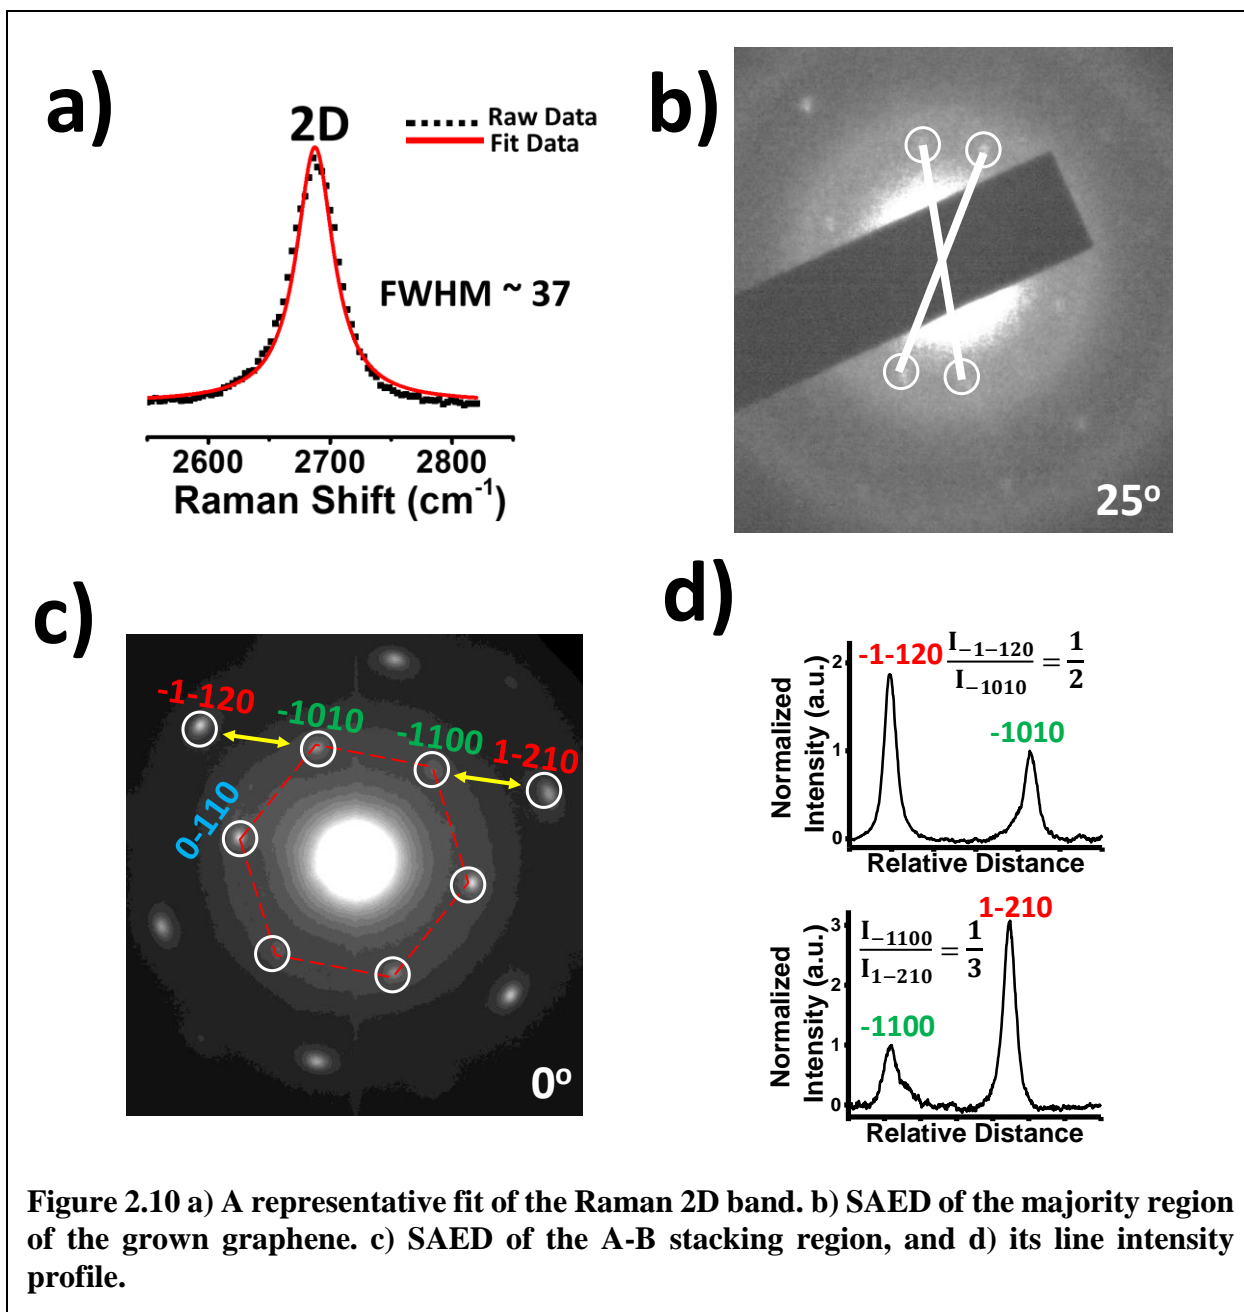 a)
2D
Raw Data
Fit Data
FWHM ~ 37
2600 2700 2800
Raman Shift (cm⁻¹)
b)
25⁰
c)
-1-120
-1010
-1100
1-210
0-110
0⁰
d)
Normalized
Intensity (a.u.)
2
1
0
-1-120
I₋₁₋₁₂₀/I₋₁₀₁₀ = 1/2
-1010
Relative Distance
Normalized
Intensity (a.u.)
3
2
1
0
I₋₁₁₀₀/I₁₋₂₁₀ = 1/3
1-210
-1100
Relative Distance
Figure 2.10 a) A representative fit of the Raman 2D band. b) SAED of the majority region
of the grown graphene. c) SAED of the A-B stacking region, and d) its line intensity
profile.